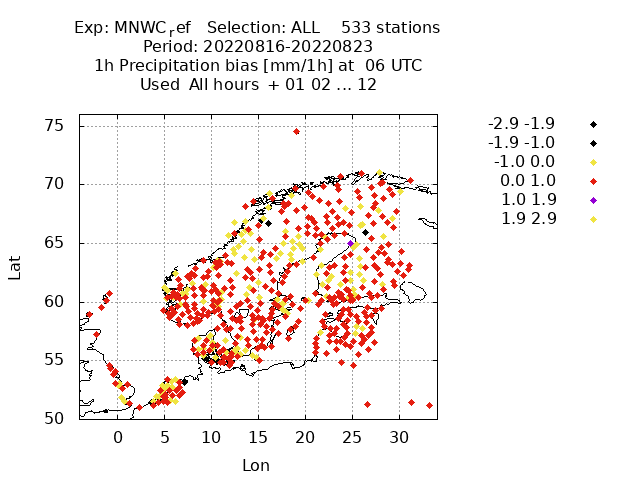 Exp: MNWCref   Selection: ALL    533 stations
Period: 20220816-20220823
1h Precipitation bias [mm/1h] at  06 UTC
Used  All hours  + 01 02 ... 12
-2.9 -1.9
-1.9 -1.0
-1.0 0.0
0.0 1.0
1.0 1.9
1.9 2.9
75
70
65
60
55
50
Lat
0 5 10 15 20 25 30
Lon